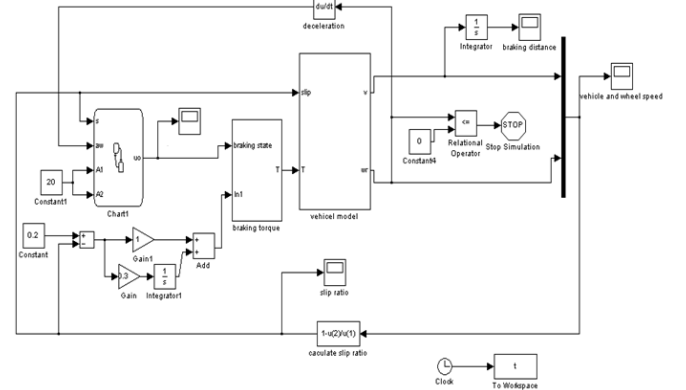 du/dt
deceleration
1
s
Integrator
braking distance
slip
v
vehicle and wheel speed
s
aw
A1
A2
uo
Chart1
20
Constant1
braking state
T
in1
braking torque
T
wr
vehicel model
0
Constant4
<=
Relational
Operator
STOP
Stop Simulation
0.2
Constant
+
−
1
Gain1
0.3
Gain
1
s
Integrator1
+
+
Add
slip ratio
1-u(2)/u(1)
caculate slip ratio
Clock
t
To Workspace